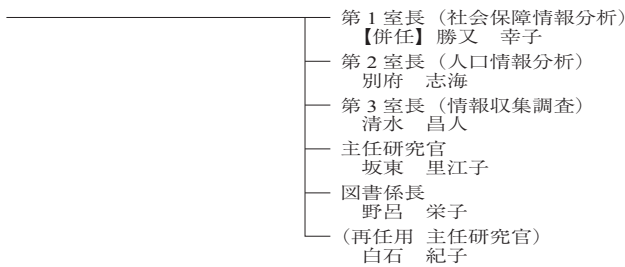 第1室長（社会保障情報分析）
【併任】勝又　幸子
第2室長（人口情報分析）
別府　志海
第3室長（情報収集調査）
清水　昌人
主任研究官
坂東　里江子
図書係長
野呂　栄子
(再任用 主任研究官)
白石　紀子